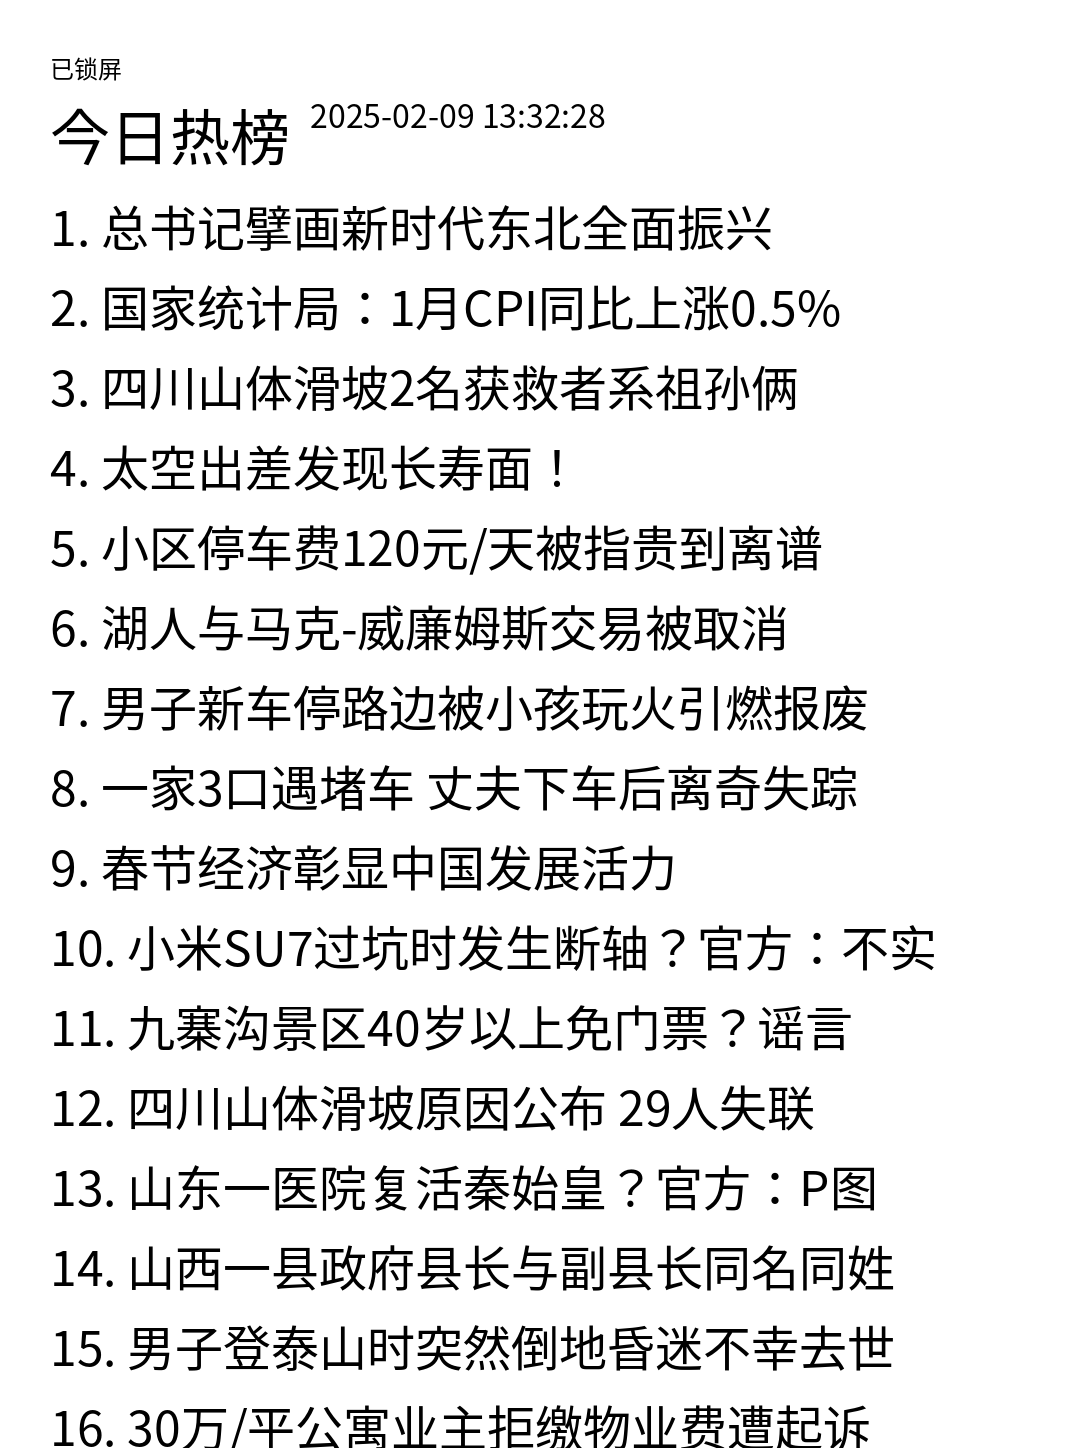 已锁屏
今日热榜 2025-02-09 13:32:28
1. 总书记擘画新时代东北全面振兴
2. 国家统计局：1月CPI同比上涨0.5%
3. 四川山体滑坡2名获救者系祖孙俩
4. 太空出差发现长寿面！
5. 小区停车费120元/天被指贵到离谱
6. 湖人与马克-威廉姆斯交易被取消
7. 男子新车停路边被小孩玩火引燃报废
8. 一家3口遇堵车 丈夫下车后离奇失踪
9. 春节经济彰显中国发展活力
10. 小米SU7过坑时发生断轴？官方：不实
11. 九寨沟景区40岁以上免门票？谣言
12. 四川山体滑坡原因公布 29人失联
13. 山东一医院复活秦始皇？官方：P图
14. 山西一县政府县长与副县长同名同姓
15. 男子登泰山时突然倒地昏迷不幸去世
16. 30万/平公寓业主拒缴物业费遭起诉